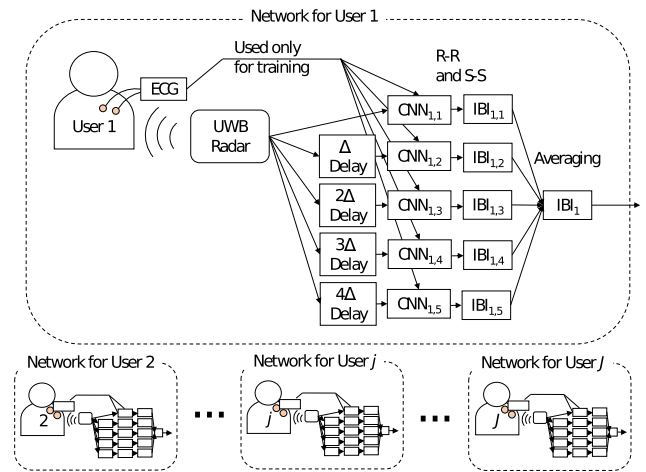 Network for User 1
Used only
for training
R-R
and S-S
ECG
User 1
UWB
Radar
CNN1,1
IBI1,1
Δ
Delay
CNN1,2
IBI1,2
Averaging
2Δ
Delay
CNN1,3
IBI1,3
IBI1
3Δ
Delay
CNN1,4
IBI1,4
4Δ
Delay
CNN1,5
IBI1,5
Network for User 2
Network for User j
Network for User J
2
...
j
...
J